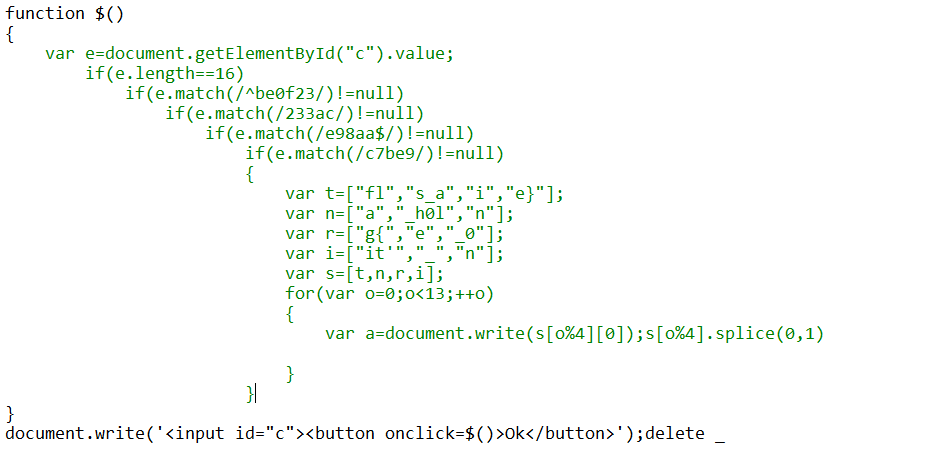 function $()
{
    var e=document.getElementById("c").value;
        if(e.length==16)
            if(e.match(/^be0f23/)!=null)
                if(e.match(/233ac/)!=null)
                    if(e.match(/e98aa$/)!=null)
                        if(e.match(/c7be9/)!=null)
                        {
                            var t=["fl","s_a","i","e}"];
                            var n=["a","_h0l","n"];
                            var r=["g{","e","_0"];
                            var i=["it'","_","n"];
                            var s=[t,n,r,i];
                            for(var o=0;o<13;++o)
                            {
                                var a=document.write(s[o%4][0]);s[o%4].splice(0,1)
                            }
                        }
}
document.write('<input id="c"><button onclick=$()>Ok</button>');delete _